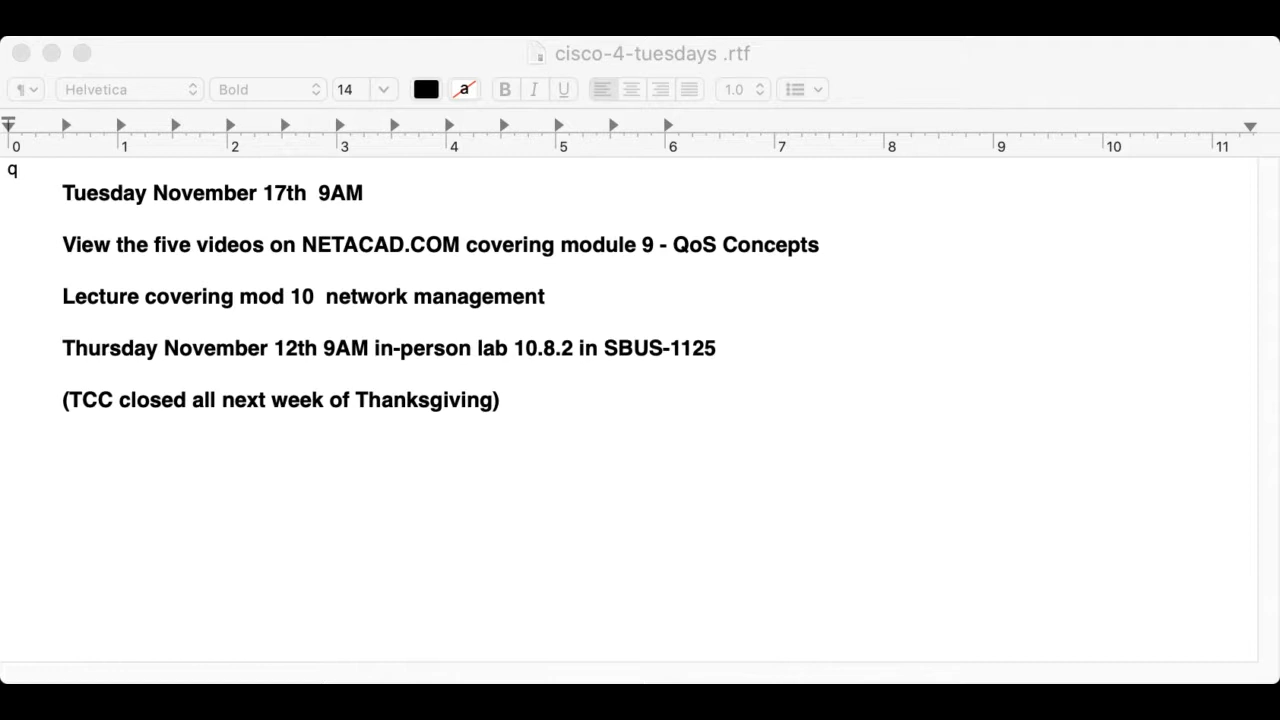 cisco-4-tuesdays .rtf
¶ Helvetica Bold 14 a B I U 1.0
0 1 2 3 4 5 6 7 8 9 10 11
q
Tuesday November 17th  9AM
View the five videos on NETACAD.COM covering module 9 - QoS Concepts
Lecture covering mod 10  network management
Thursday November 12th 9AM in-person lab 10.8.2 in SBUS-1125
(TCC closed all next week of Thanksgiving)